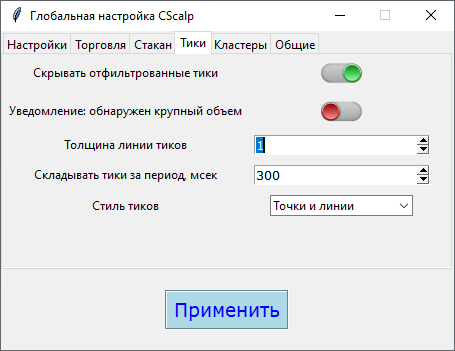 Глобальная настройка CScalp
Настройки Торговля Стакан Тики Кластеры Общие
Скрывать отфильтрованные тики
Уведомление: обнаружен крупный объем
Толщина линии тиков 1
Складывать тики за период, мсек 300
Стиль тиков Точки и линии
Применить